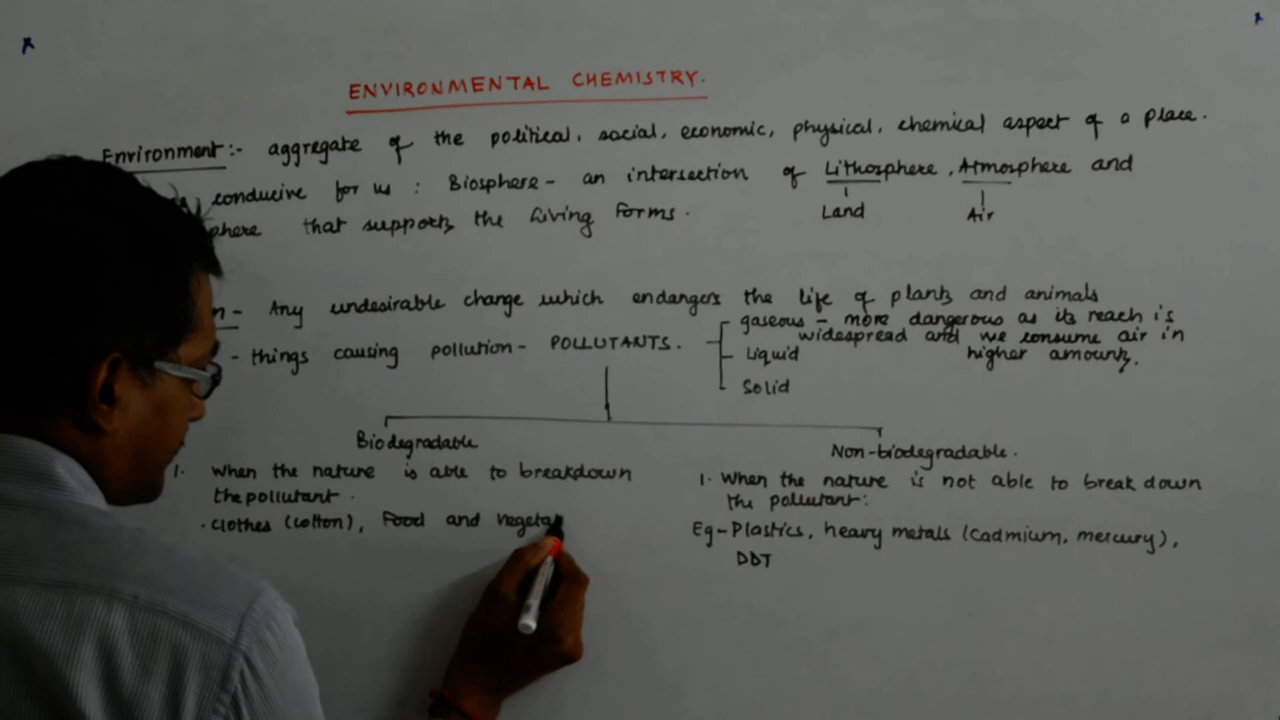 ENVIRONMENTAL CHEMISTRY.
Environment:- aggregate of the political, social, economic, physical, chemical aspect of a place.
conducive for us : Biosphere - an intersection of Lithosphere, Atmosphere and
Land Air
phere that supports the living forms.
n - Any undesirable change which endangers the life of plants and animals
- things causing pollution - POLLUTANTS.
gaseous - more dangerous as its reach is
widespread and we consume air in
higher amounts.
Liquid
Solid
Biodegradable
1. when the nature is able to breakdown
the pollutant.
. clothes (cotton), Food and vegeta
Non-biodegradable.
1. When the nature is not able to break down
the pollutant:
Eg- Plastics, heavy metals (Cadmium, mercury),
DDT